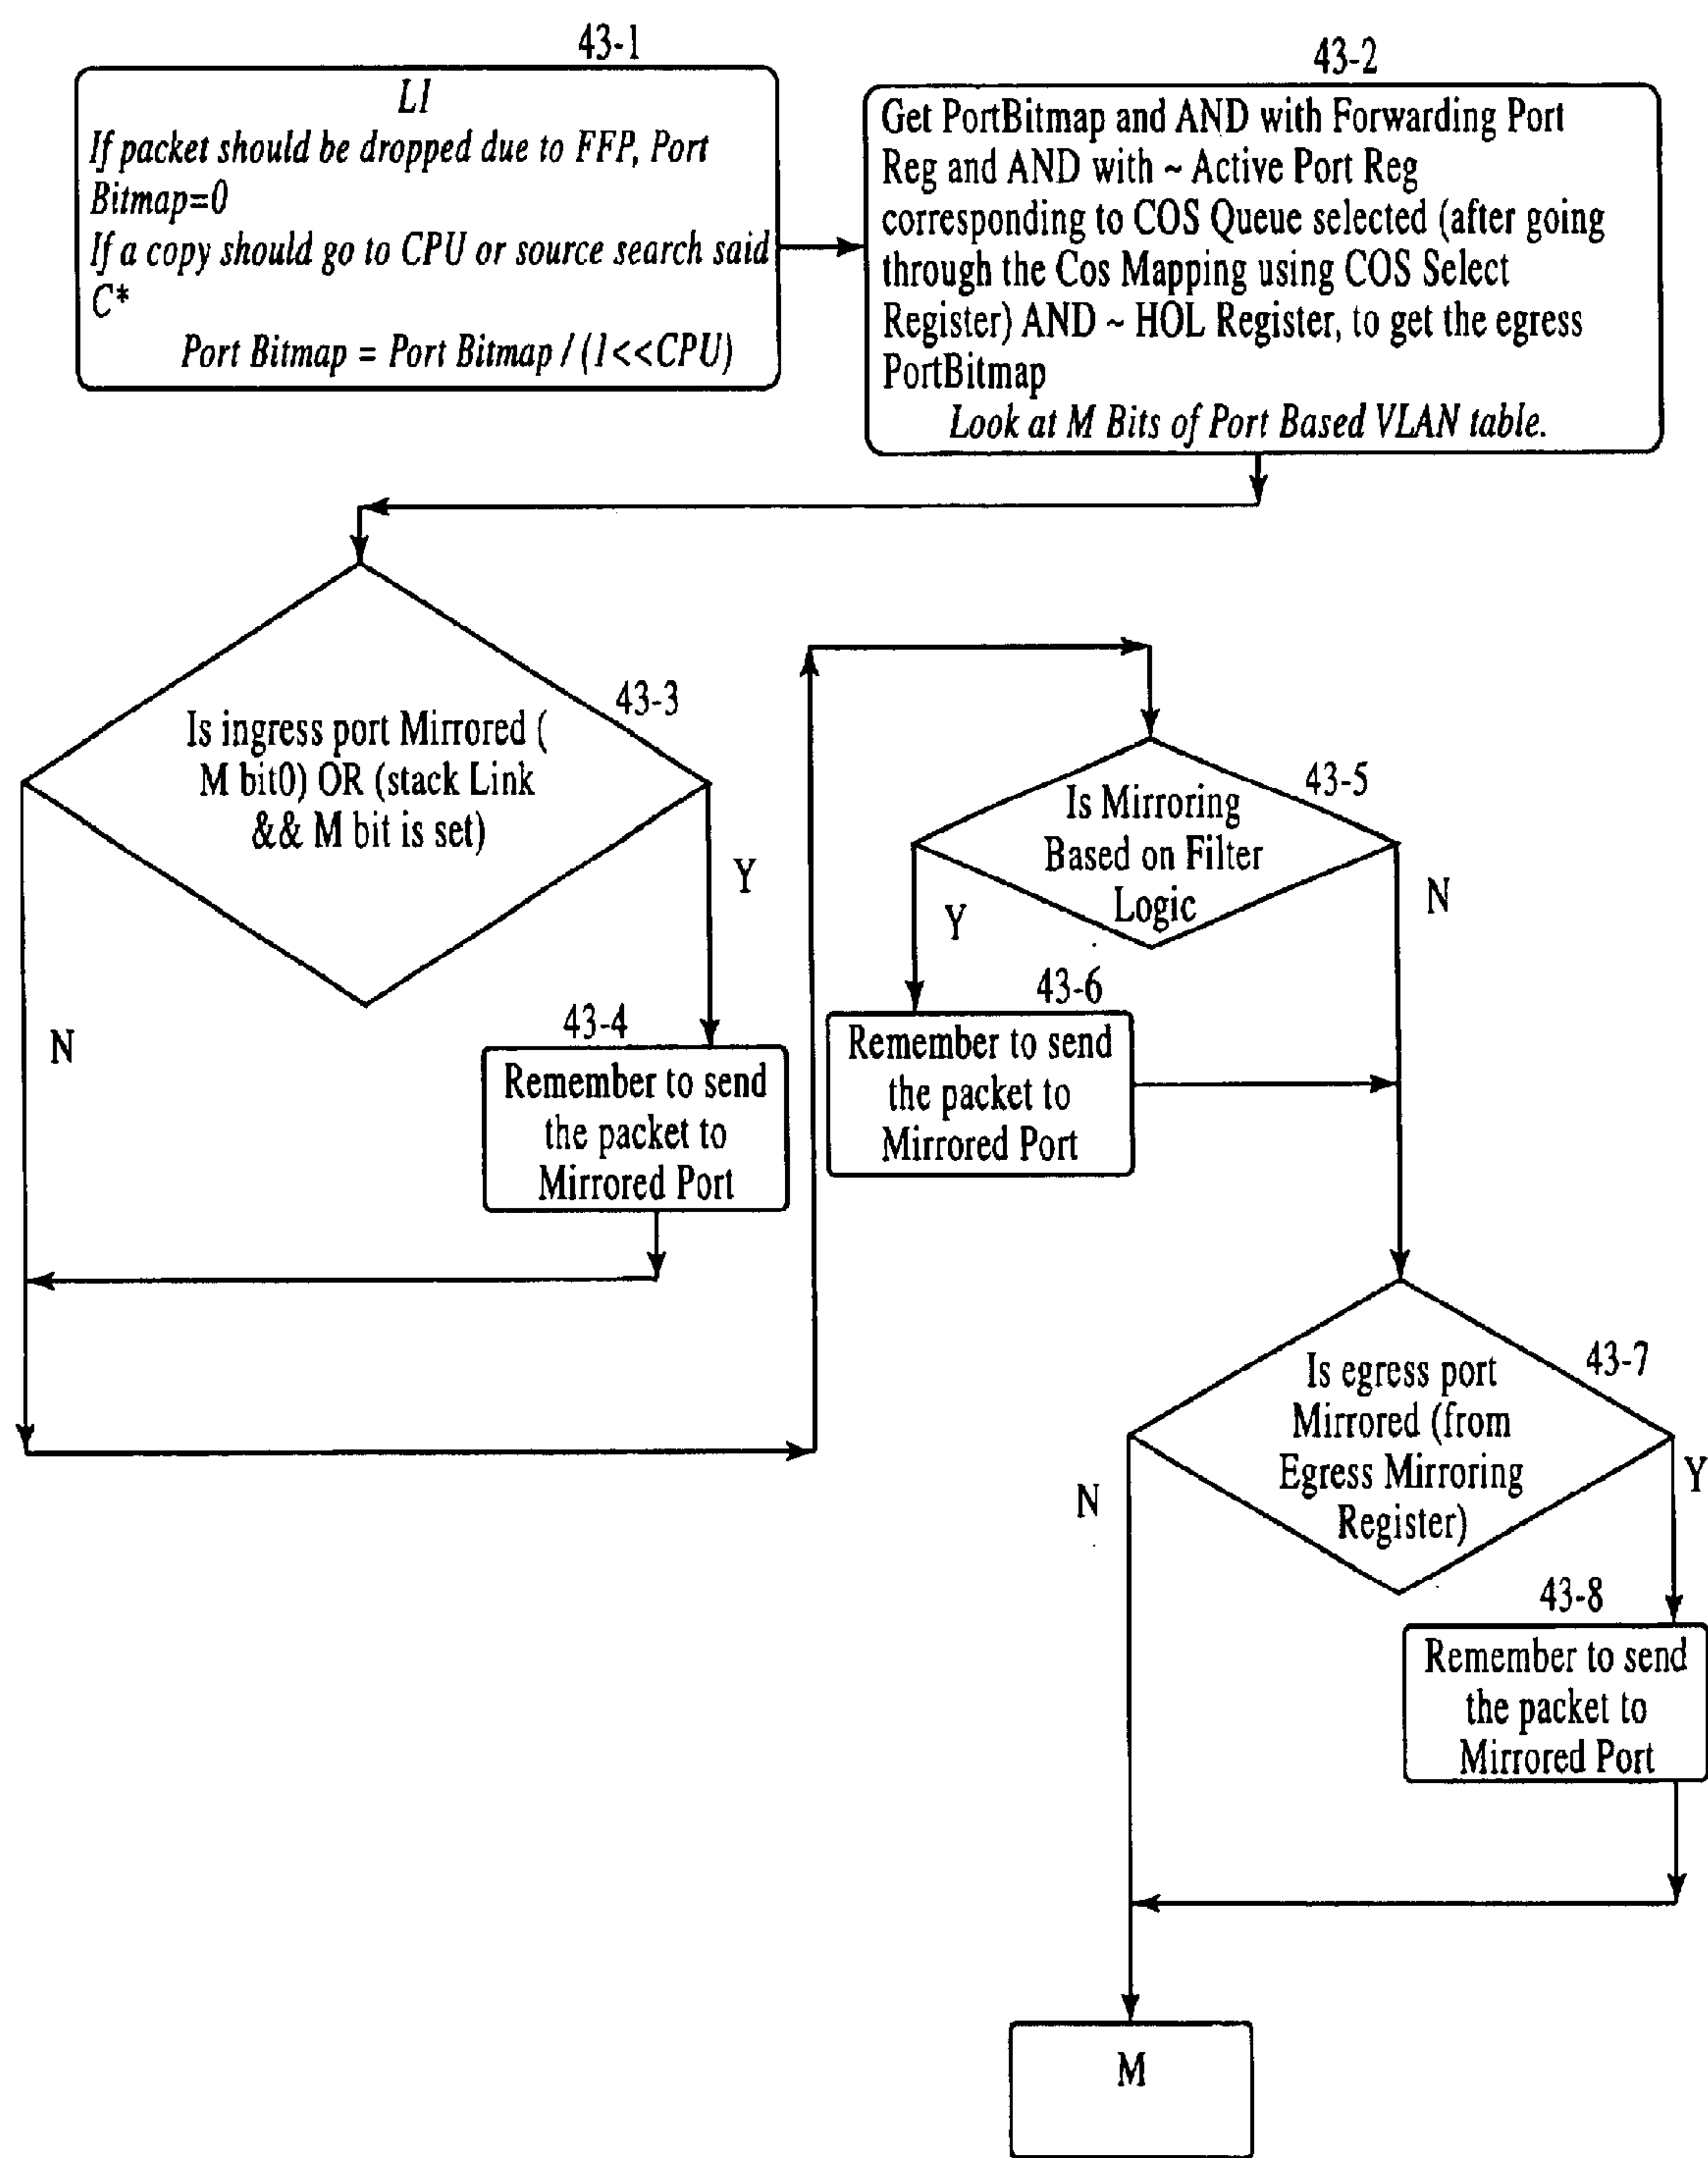 43-1
L1
If packet should be dropped due to FFP, Port
Bitmap=0
If a copy should go to CPU or source search said
C*
Port Bitmap = Port Bitmap / (1<<CPU)
43-2
Get PortBitmap and AND with Forwarding Port
Reg and AND with ~ Active Port Reg
corresponding to COS Queue selected (after going
through the Cos Mapping using COS Select
Register) AND ~ HOL Register, to get the egress
PortBitmap
Look at M Bits of Port Based VLAN table.
43-3
Is ingress port Mirrored (
M bit0) OR (stack Link
&& M bit is set)
Y
N
43-4
Remember to send
the packet to
Mirrored Port
43-5
Is Mirroring
Based on Filter
Logic
Y
N
43-6
Remember to send
the packet to
Mirrored Port
43-7
Is egress port
Mirrored (from
Egress Mirroring
Register)
N
Y
43-8
Remember to send
the packet to
Mirrored Port
M